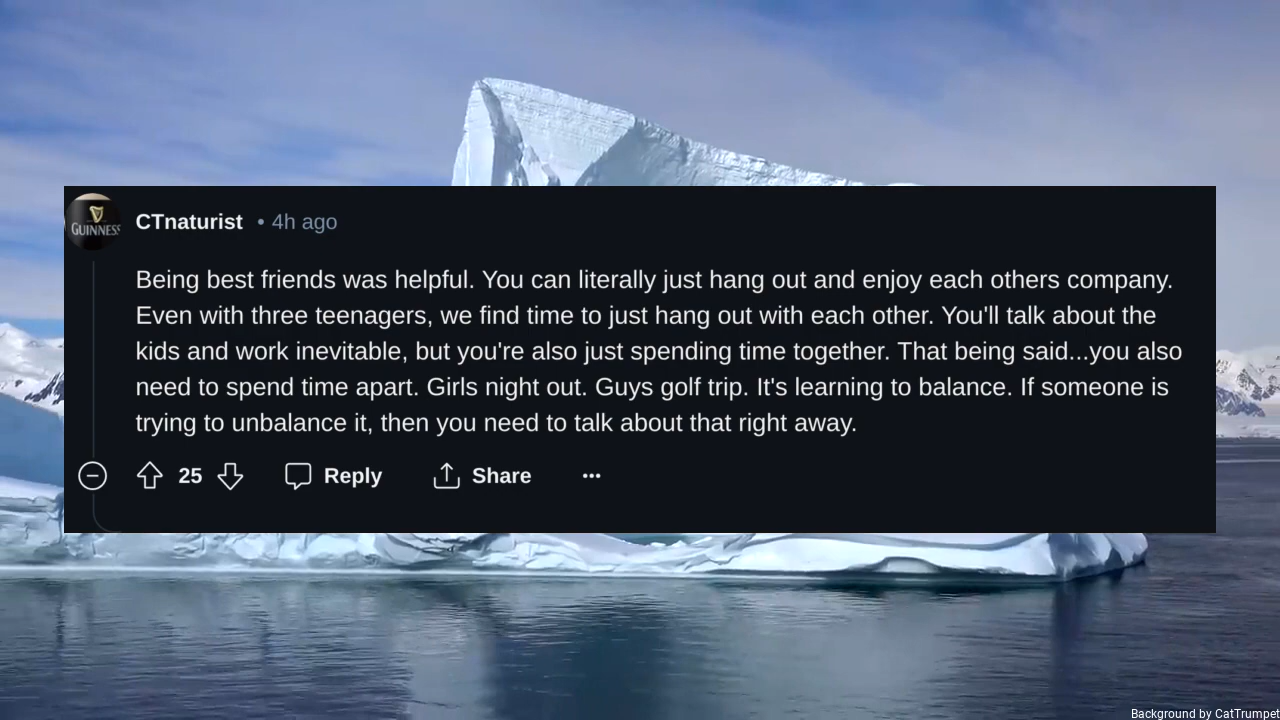 GUINNESS
CTnaturist • 4h ago
Being best friends was helpful. You can literally just hang out and enjoy each others company.
Even with three teenagers, we find time to just hang out with each other. You'll talk about the
kids and work inevitable, but you're also just spending time together. That being said...you also
need to spend time apart. Girls night out. Guys golf trip. It's learning to balance. If someone is
trying to unbalance it, then you need to talk about that right away.
25 Reply Share ...
Background by CatTrumpet